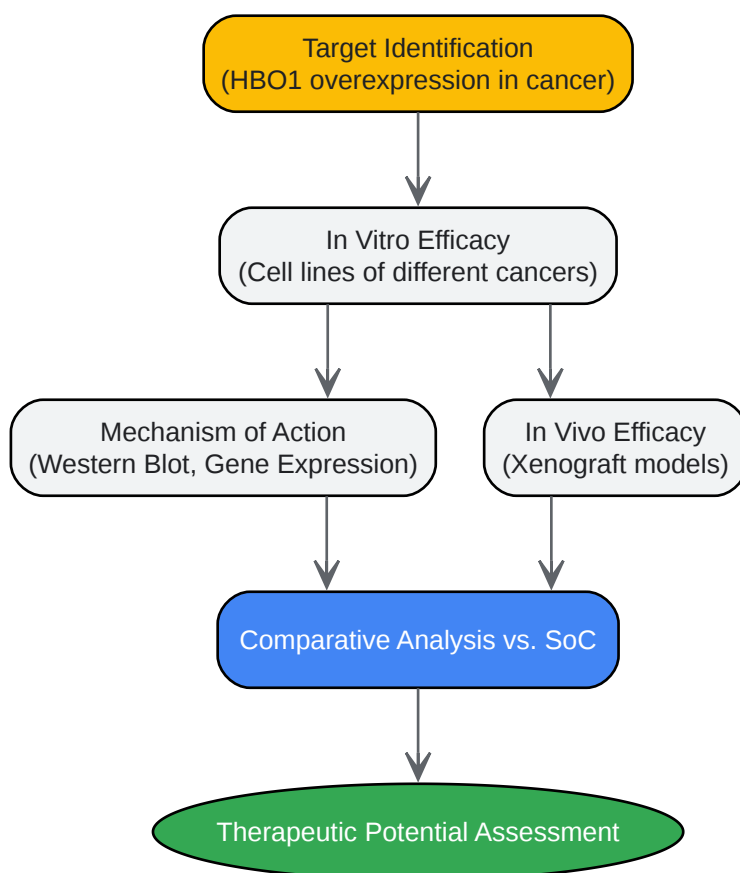 Target Identification
(HBO1 overexpression in cancer)
In Vitro Efficacy
(Cell lines of different cancers)
Mechanism of Action
(Western Blot, Gene Expression)
In Vivo Efficacy
(Xenograft models)
Comparative Analysis vs. SoC
Therapeutic Potential Assessment